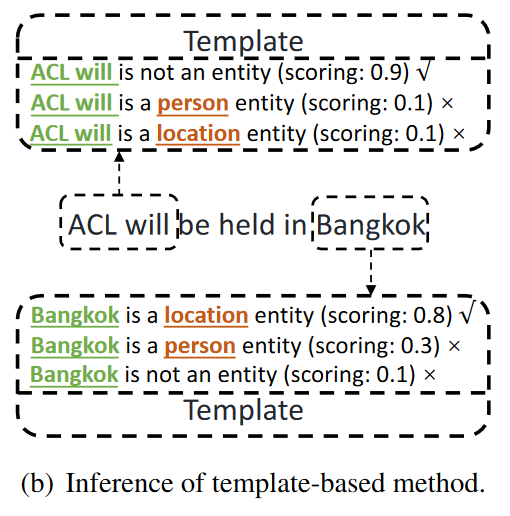 Template
ACL will is not an entity (scoring: 0.9) √
ACL will is a person entity (scoring: 0.1) ×
ACL will is a location entity (scoring: 0.1) ×
ACL will be held in Bangkok
Bangkok is a location entity (scoring: 0.8) √
Bangkok is a person entity (scoring: 0.3) ×
Bangkok is not an entity (scoring: 0.1) ×
Template
(b) Inference of template-based method.